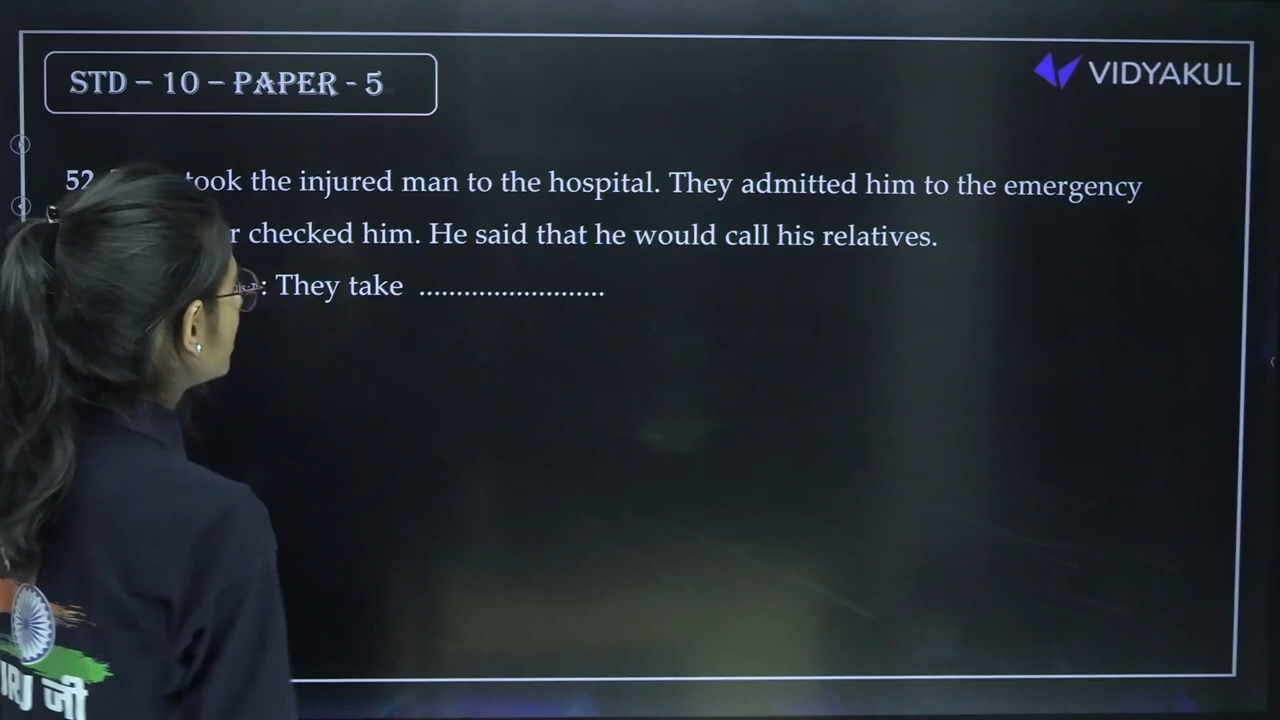 STD – 10 – PAPER - 5
VIDYAKUL
52. took the injured man to the hospital. They admitted him to the emergency
checked him. He said that he would call his relatives.
: They take .........................
जी